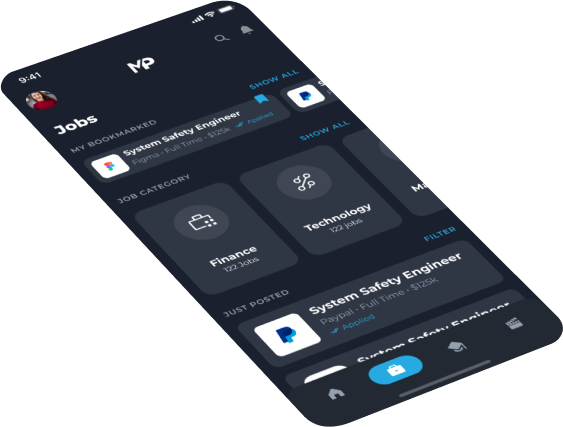 9:41
MP
Jobs
MY BOOKMARKED
SHOW ALL
System Safety Engineer
Figma · Full Time · $125k
Applied
JOB CATEGORY
SHOW ALL
Finance
122 Jobs
Technology
122 jobs
JUST POSTED
FILTER
System Safety Engineer
Paypal · Full Time · $125k
Applied
System Safety Engineer